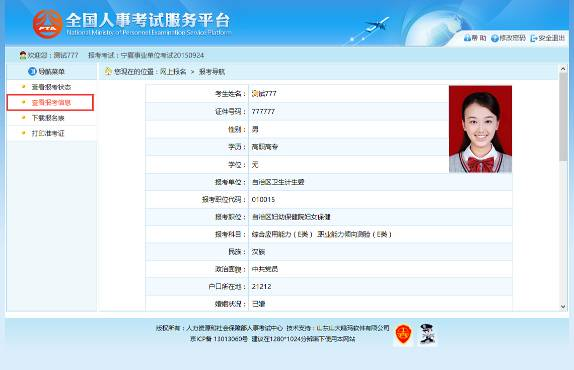 全国人事考试服务平台
National Ministry of Personnel Examination Service Platform
帮 助 修改密码 安全退出
欢迎您：测试777 报考考试：宁夏事业单位考试20150924
导航菜单
您现在的位置：网上报名 > 报考导航
查看报考状态
查看报考信息
下载报名表
打印准考证
考生姓名： 测试777
证件号码： 777777
性别： 男
学历： 高职高专
学位： 无
报考单位： 自治区卫生计生委
报考职位代码： 010015
报考职位： 自治区妇幼保健院妇女保健
报考科目： 综合应用能力（E类） 职业能力倾向测验（E类）
民族： 汉族
政治面貌： 中共党员
户口所在地： 21212
婚姻状况： 已婚
版权所有：人力资源和社会保障部人事考试中心 技术支持：山东山大鸥玛软件有限公司
京ICP备 13013060号 建议在1280*1024分辨率下使用本网站